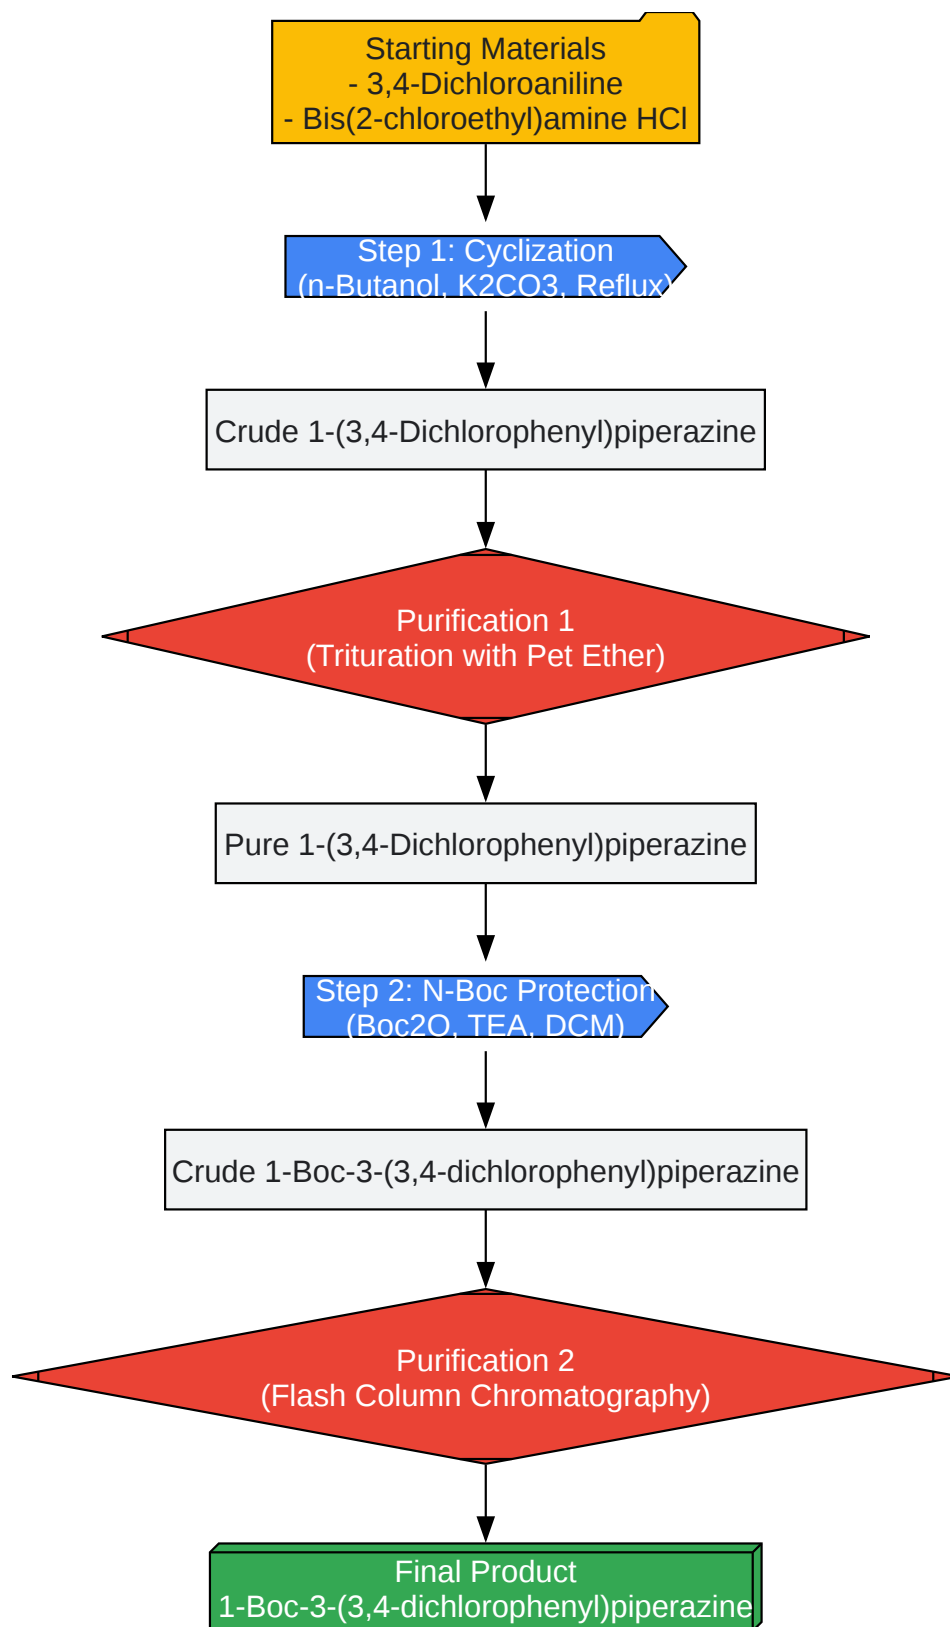 Starting Materials
- 3,4-Dichloroaniline
- Bis(2-chloroethyl)amine HCl
Step 1: Cyclization
(n-Butanol, K2CO3, Reflux)
Crude 1-(3,4-Dichlorophenyl)piperazine
Purification 1
(Trituration with Pet Ether)
Pure 1-(3,4-Dichlorophenyl)piperazine
Step 2: N-Boc Protection
(Boc2O, TEA, DCM)
Crude 1-Boc-3-(3,4-dichlorophenyl)piperazine
Purification 2
(Flash Column Chromatography)
Final Product
1-Boc-3-(3,4-dichlorophenyl)piperazine